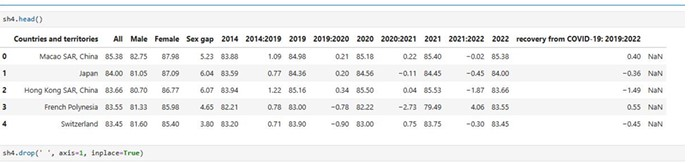 sh4.head()
Countries and territories All Male Female Sex gap 2014 2014:2019 2019 2019:2020 2020 2020:2021 2021 2021:2022 2022 recovery from COVID-19: 2019:2022
0 Macao SAR, China 85.38 82.75 87.98 5.23 83.88 1.09 84.98 0.21 85.18 0.22 85.40 −0.02 85.38 0.40 NaN
1 Japan 84.00 81.05 87.09 6.04 83.59 0.77 84.36 0.20 84.56 −0.11 84.45 −0.45 84.00 −0.36 NaN
2 Hong Kong SAR, China 83.66 80.70 86.77 6.07 83.94 1.22 85.16 0.34 85.50 0.04 85.53 −1.87 83.66 −1.49 NaN
3 French Polynesia 83.55 81.33 85.98 4.65 82.21 0.78 83.00 −0.78 82.22 −2.73 79.49 4.06 83.55 0.55 NaN
4 Switzerland 83.45 81.60 85.40 3.80 83.20 0.71 83.90 −0.90 83.00 0.75 83.75 −0.30 83.45 −0.45 NaN
sh4.drop(' ', axis=1, inplace=True)